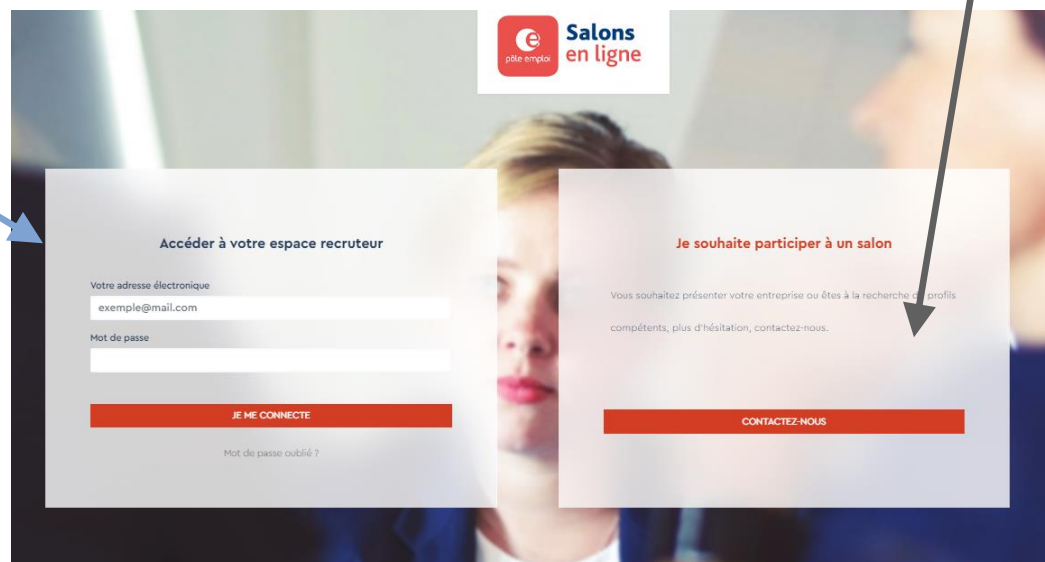 Salons
en ligne
pôle emploi
Accéder à votre espace recruteur
Votre adresse électronique
exemple@mail.com
Mot de passe
JE ME CONNECTE
Mot de passe oublié ?
Je souhaite participer à un salon
Vous souhaitez présenter votre entreprise ou êtes à la recherche de profils
compétents, plus d'hésitation, contactez-nous.
CONTACTEZ-NOUS